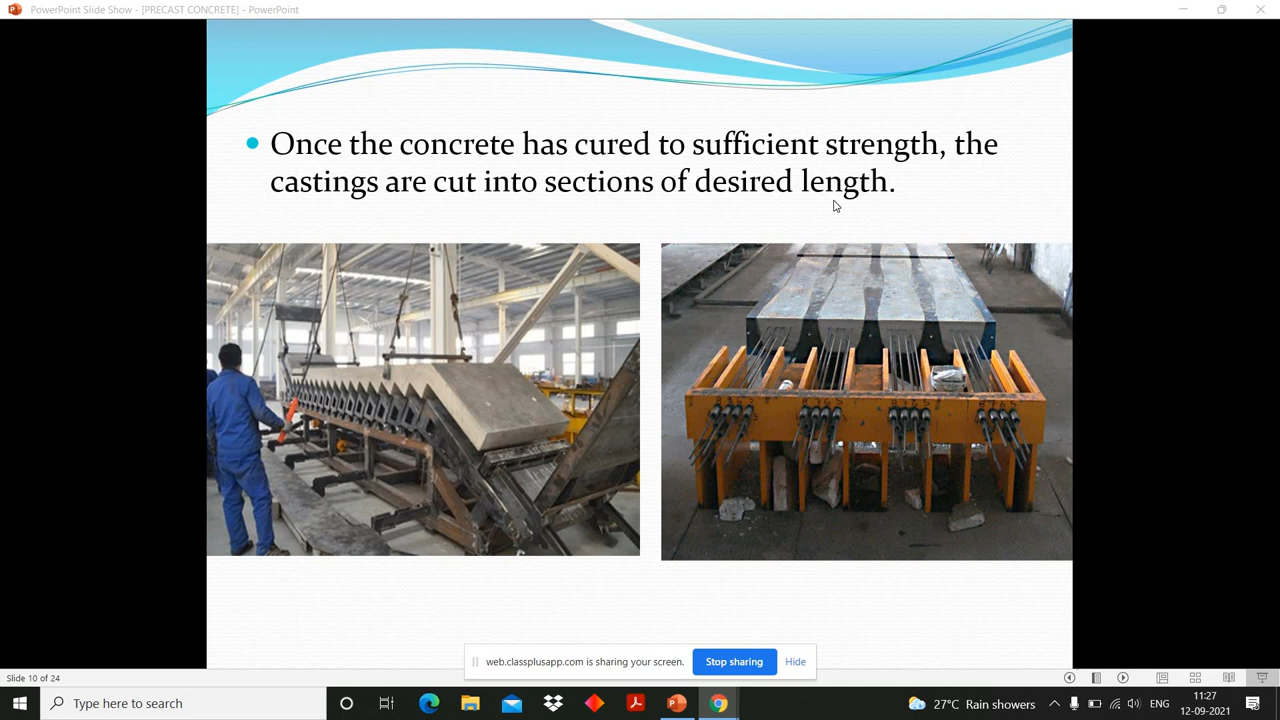 PowerPoint Slide Show - [PRECAST CONCRETE] - PowerPoint
Once the concrete has cured to sufficient strength, the
castings are cut into sections of desired length.
web.classplusapp.com is sharing your screen.
Stop sharing
Hide
Slide 10 of 24
Type here to search
27°C Rain showers
ENG
11:27
12-09-2021